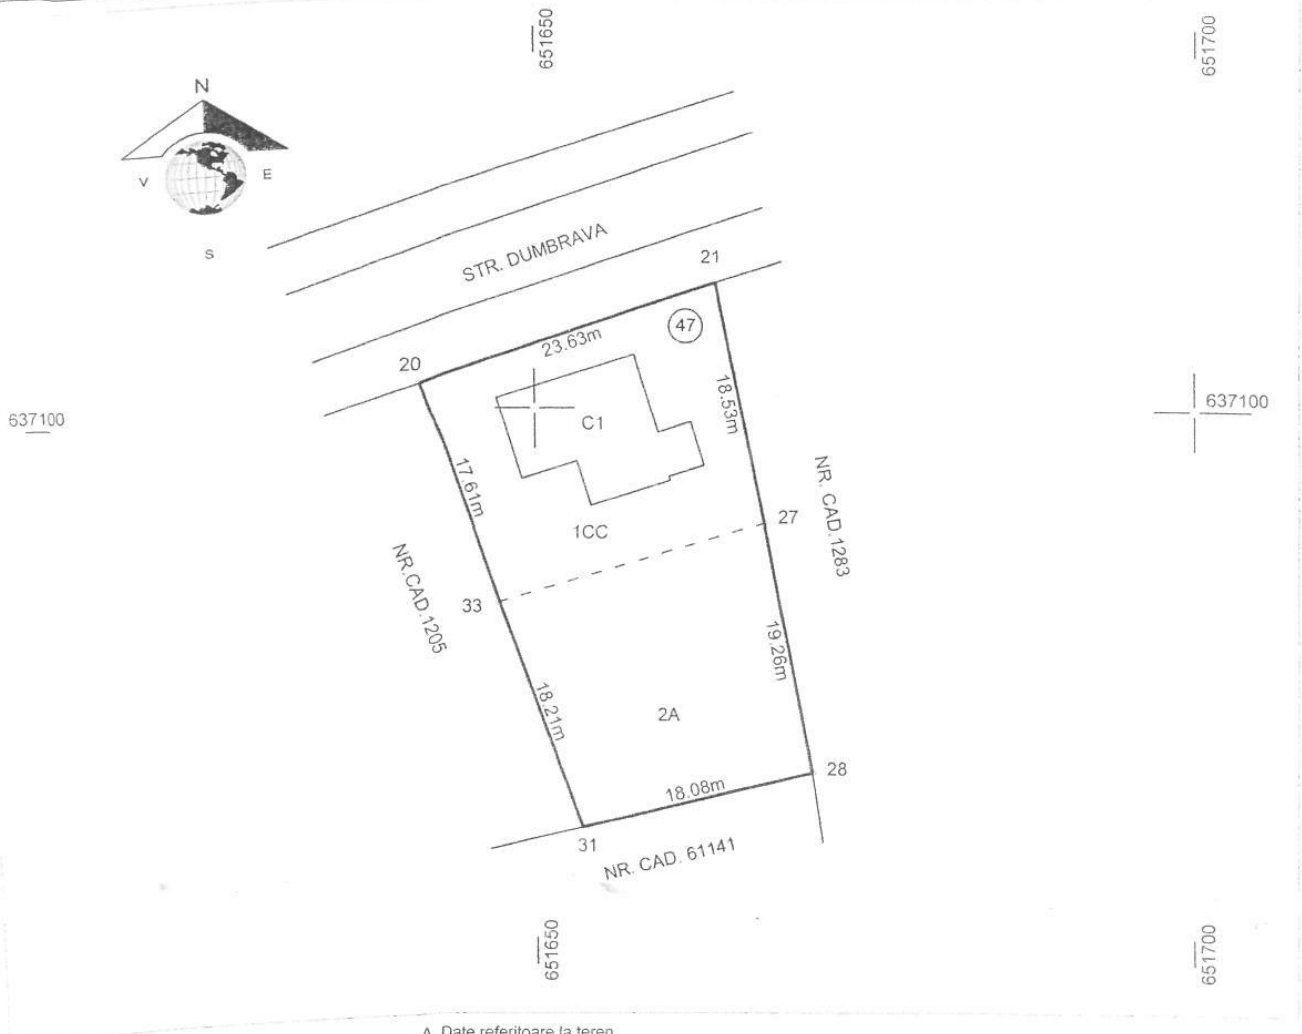 651650
651700
N
V
E
S
STR. DUMBRAVA
21
47
23.63m
20
18.53m
637100
637100
C1
17.61m
NR. CAD.1283
27
1CC
NR.CAD.1205
33
19.26m
18.21m
2A
28
18.08m
31
NR. CAD. 61141
651650
651700
A. Date referitoare la teren